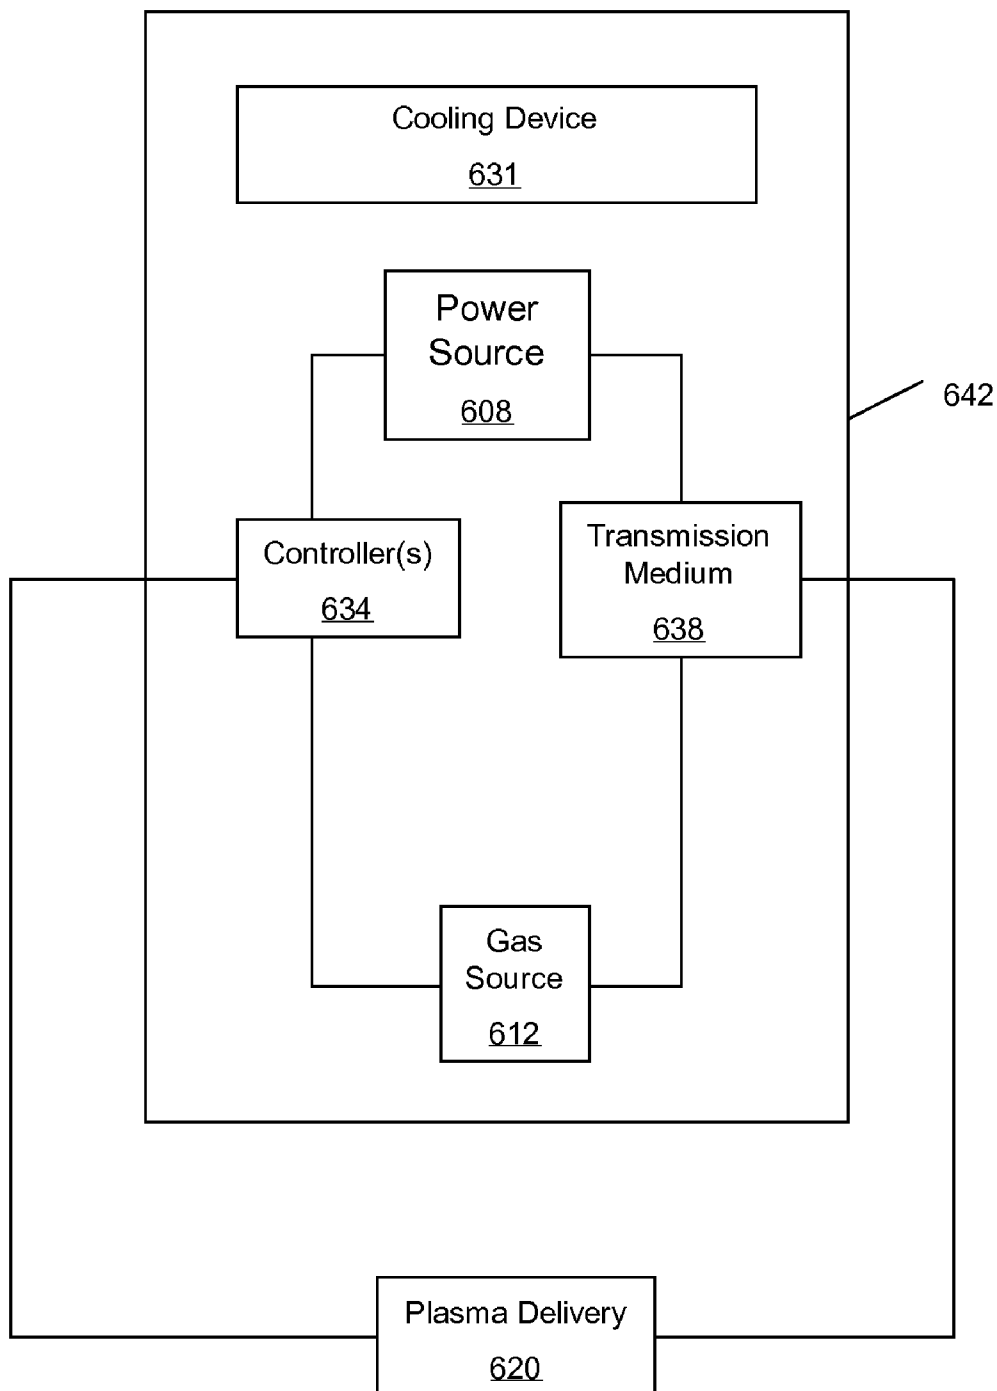 Cooling Device
631
Power
Source
608
642
Controller(s)
634
Transmission
Medium
638
Gas
Source
612
Plasma Delivery
620